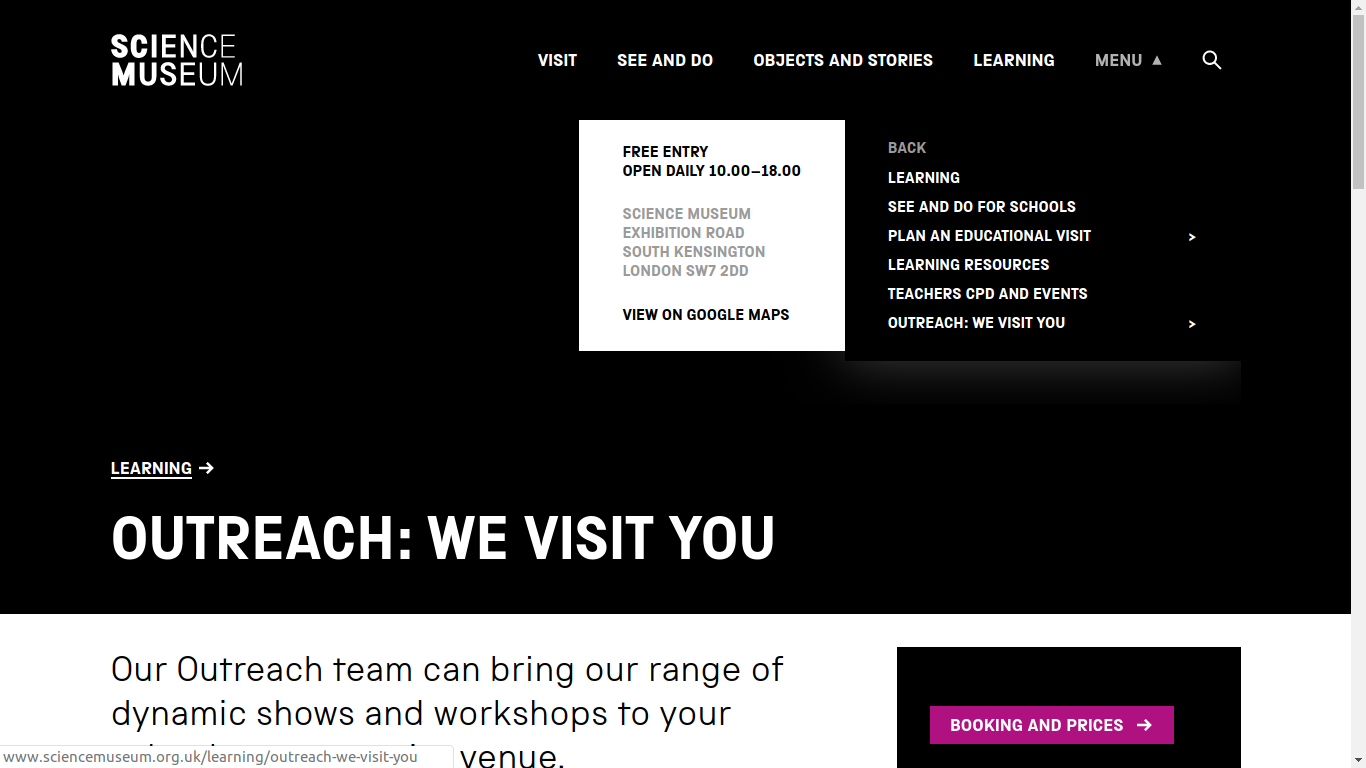 SCIENCE
MUSEUM
VISIT
SEE AND DO
OBJECTS AND STORIES
LEARNING
MENU ▲
FREE ENTRY
OPEN DAILY 10.00–18.00
SCIENCE MUSEUM
EXHIBITION ROAD
SOUTH KENSINGTON
LONDON SW7 2DD
VIEW ON GOOGLE MAPS
BACK
LEARNING
SEE AND DO FOR SCHOOLS
PLAN AN EDUCATIONAL VISIT >
LEARNING RESOURCES
TEACHERS CPD AND EVENTS
OUTREACH: WE VISIT YOU >
LEARNING →
OUTREACH: WE VISIT YOU
Our Outreach team can bring our range of
dynamic shows and workshops to your
venue.
BOOKING AND PRICES →
www.sciencemuseum.org.uk/learning/outreach-we-visit-you